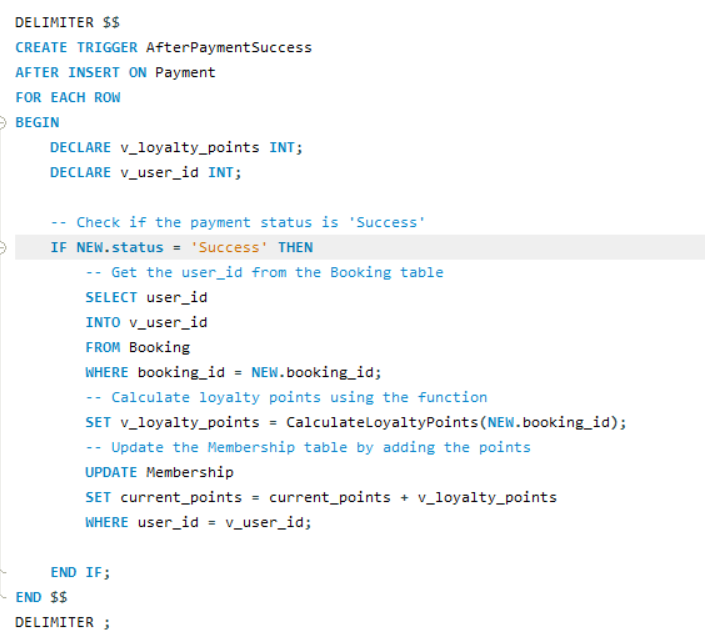 DELIMITER $$
CREATE TRIGGER AfterPaymentSuccess
AFTER INSERT ON Payment
FOR EACH ROW
BEGIN
    DECLARE v_loyalty_points INT;
    DECLARE v_user_id INT;

    -- Check if the payment status is 'Success'
    IF NEW.status = 'Success' THEN
        -- Get the user_id from the Booking table
        SELECT user_id
        INTO v_user_id
        FROM Booking
        WHERE booking_id = NEW.booking_id;
        -- Calculate loyalty points using the function
        SET v_loyalty_points = CalculateLoyaltyPoints(NEW.booking_id);
        -- Update the Membership table by adding the points
        UPDATE Membership
        SET current_points = current_points + v_loyalty_points
        WHERE user_id = v_user_id;

    END IF;
END $$
DELIMITER ;